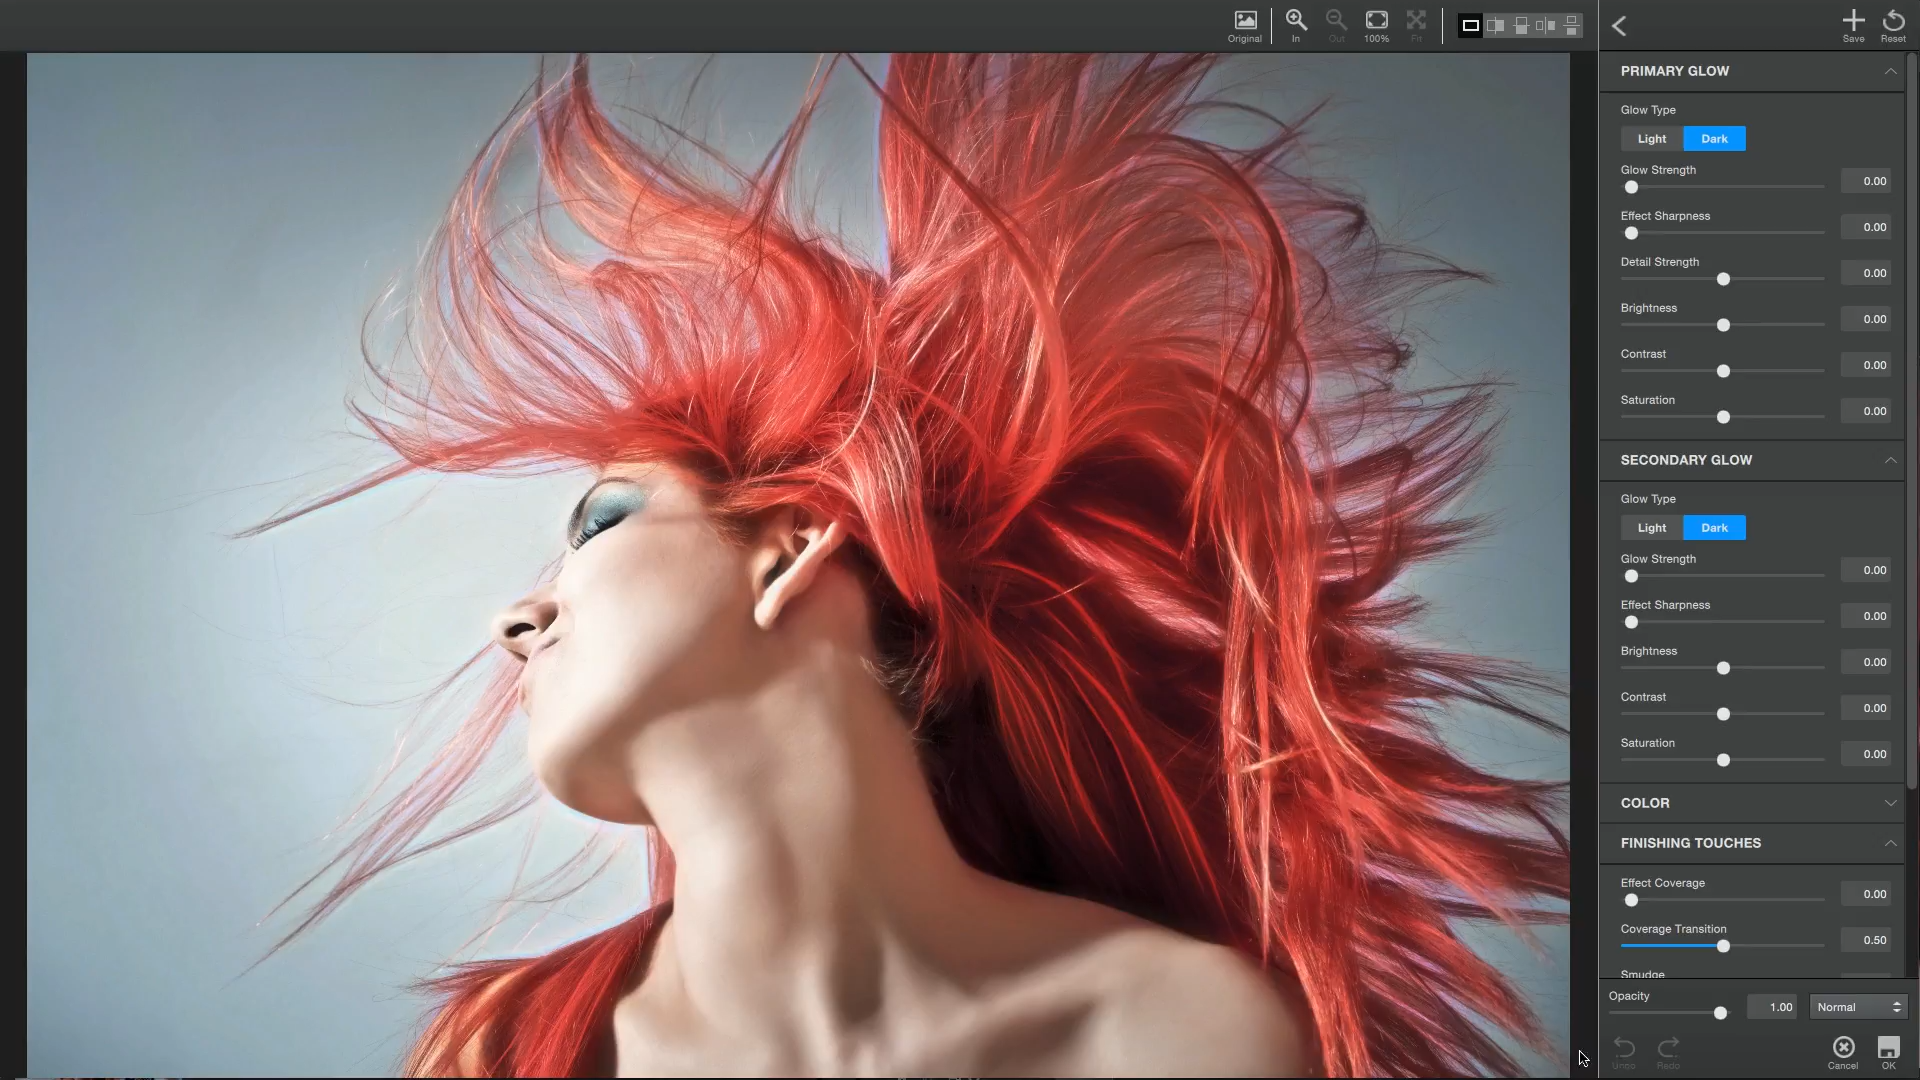 Original
In
Out
100%
Fit
Save
Reset
PRIMARY GLOW
Glow Type
Light Dark
Glow Strength
0.00
Effect Sharpness
0.00
Detail Strength
0.00
Brightness
0.00
Contrast
0.00
Saturation
0.00
SECONDARY GLOW
Glow Type
Light Dark
Glow Strength
0.00
Effect Sharpness
0.00
Brightness
0.00
Contrast
0.00
Saturation
0.00
COLOR
FINISHING TOUCHES
Effect Coverage
0.00
Coverage Transition
0.50
Smudge
Opacity
1.00
Normal
Undo
Redo
Cancel
OK